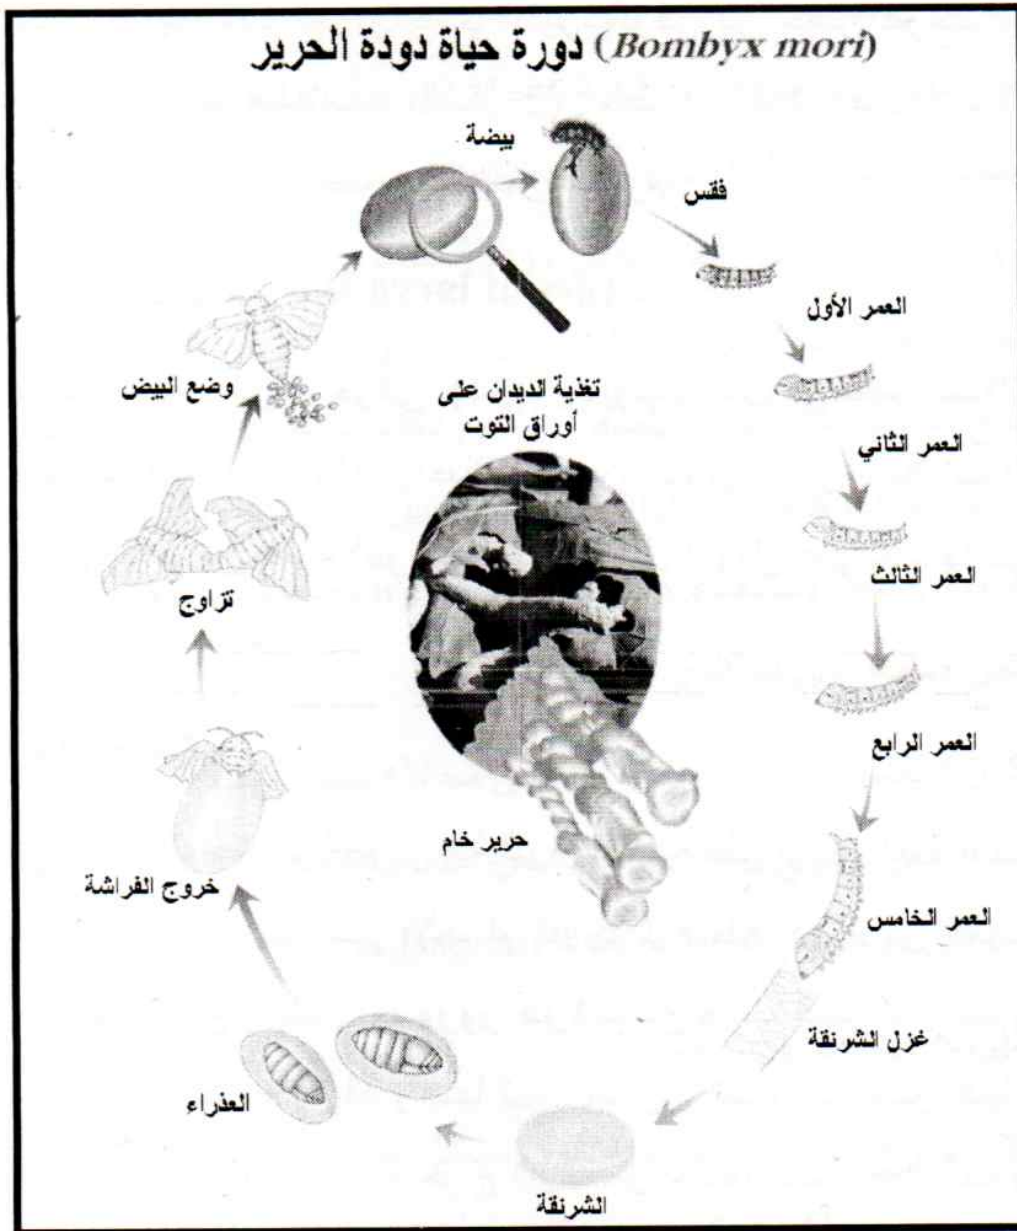 دورة حياة دودة الحرير (Bombyx mori)
بيضة
فقس
العمر الأول
العمر الثاني
العمر الثالث
العمر الرابع
العمر الخامس
غزل الشرنقة
الشرنقة
العذراء
خروج الفراشة
تزاوج
وضع البيض
تغذية الديدان على
أوراق التوت
حرير خام